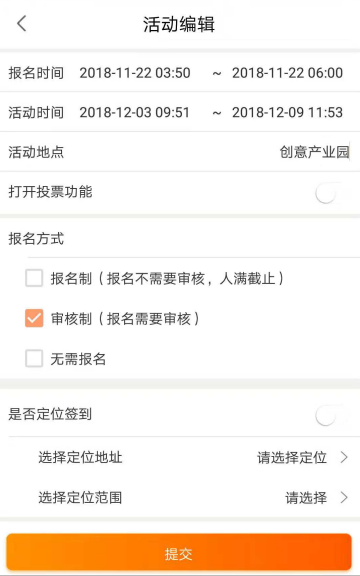 活动编辑
报名时间 2018-11-22 03:50 ~ 2018-11-22 06:00
活动时间 2018-12-03 09:51 ~ 2018-12-09 11:53
活动地点 创意产业园
打开投票功能
报名方式
报名制（报名不需要审核，人满截止）
审核制（报名需要审核）
无需报名
是否定位签到
选择定位地址 请选择定位
选择定位范围 请选择
提交